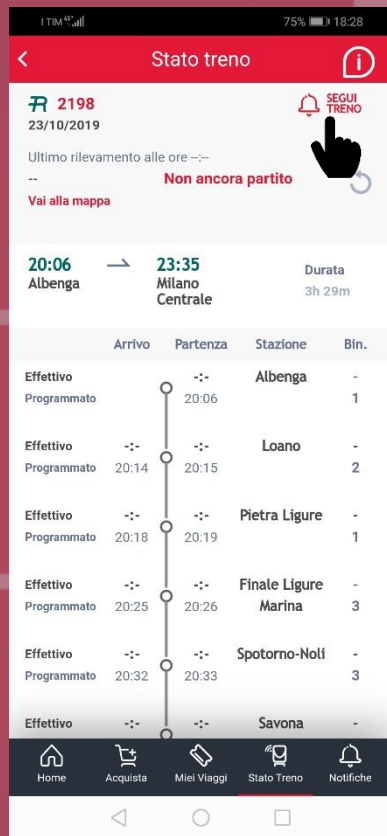 I TIM 4G 75% 18:28
Stato treno
R 2198
SEGUI
TRENO
23/10/2019
Ultimo rilevamento alle ore --:--
-- Non ancora partito
Vai alla mappa
20:06 23:35 Durata
Albenga Milano
Centrale
3h 29m
Arrivo Partenza Stazione Bin.
Effettivo -:- Albenga -
Programmato 20:06 1
Effettivo -:- -:- Loano -
Programmato 20:14 20:15 2
Effettivo -:- -:- Pietra Ligure -
Programmato 20:18 20:19 1
Effettivo -:- -:- Finale Ligure -
Programmato 20:25 20:26 Marina 3
Effettivo -:- -:- Spotorno-Noli -
Programmato 20:32 20:33 3
Effettivo -:- -:- Savona -
Home Acquista Miei Viaggi Stato Treno Notifiche